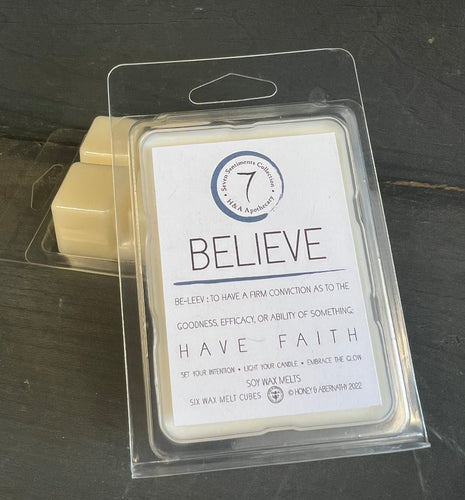 Seven Sentiments Collection
7
• H&A Apothecary •
BELIEVE
BE-LEEV : TO HAVE A FIRM CONVICTION AS TO THE
GOODNESS, EFFICACY, OR ABILITY OF SOMETHING;
HAVE FAITH
SET YOUR INTENTION • LIGHT YOUR CANDLE • EMBRACE THE GLOW
SOY WAX MELTS
SIX WAX MELT CUBES © HONEY & ABERNATHY 2022